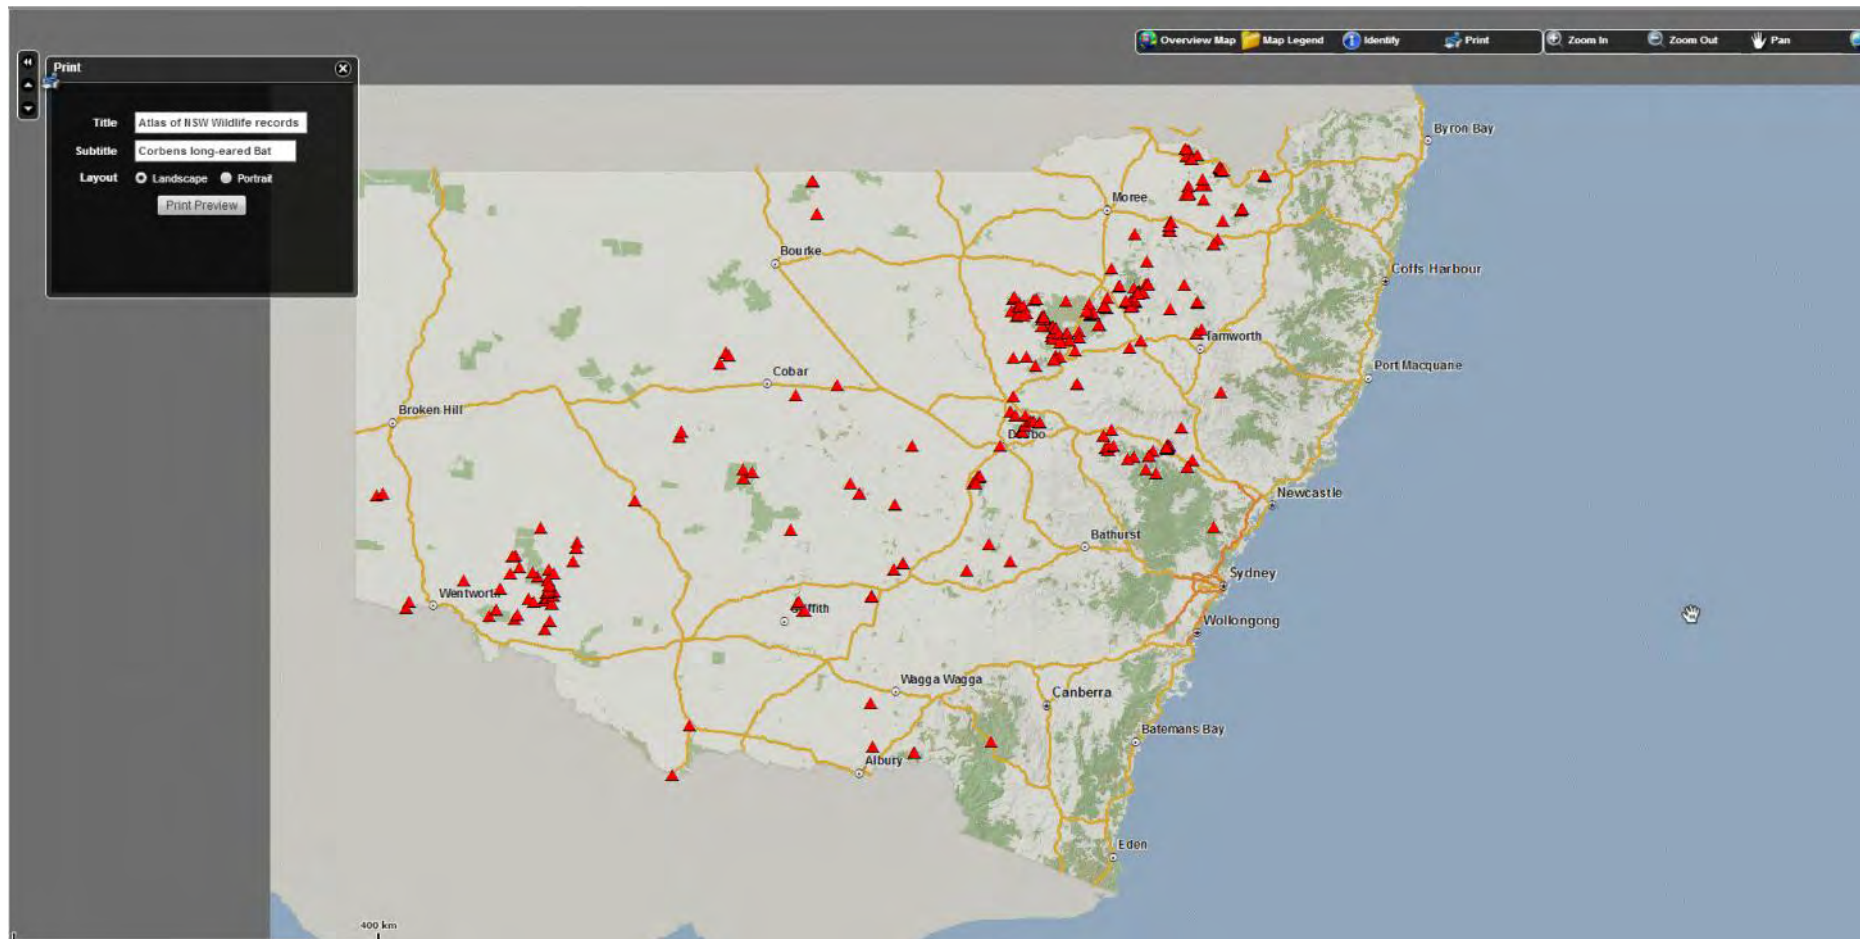 Overview Map
Map Legend
Identify
Print
Zoom In
Zoom Out
Pan
Print
Title
Atlas of NSW Wildlife records
Subtitle
Corbens long-eared Bat
Layout
Landscape
Portrait
Print Preview
Byron Bay
Moree
Bourke
Coffs Harbour
Tamworth
Port Macquarie
Cobar
Broken Hill
Newcastle
Bathurst
Sydney
Wentworth
Wollongong
Wagga Wagga
Canberra
Batemans Bay
Albury
Eden
400 km